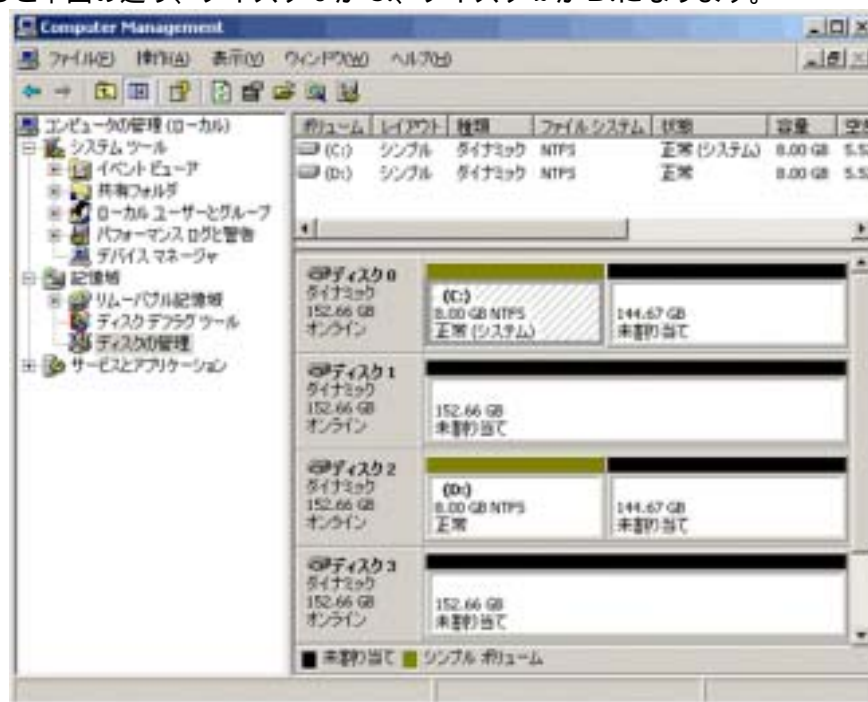 Computer Management
ファイル(F) 操作(A) 表示(V) ウィンドウ(W) ヘルプ(H)
コンピュータの管理 (ローカル)
システム ツール
イベント ビューア
共有フォルダ
ローカル ユーザーとグループ
パフォーマンス ログと警告
デバイス マネージャ
記憶域
リムーバブル記憶域
ディスク デフラグ ツール
ディスクの管理
サービスとアプリケーション
ボリューム レイアウト 種類 ファイル システム 状態 容量
(C:) シンプル ダイナミック NTFS 正常 (システム) 8.00 GB
(D:) シンプル ダイナミック NTFS 正常 8.00 GB
ディスク 0
ダイナミック
152.66 GB
オンライン
(C:)
8.00 GB NTFS
正常 (システム)
144.67 GB
未割り当て
ディスク 1
ダイナミック
152.66 GB
オンライン
152.66 GB
未割り当て
ディスク 2
ダイナミック
152.66 GB
オンライン
(D:)
8.00 GB NTFS
正常
144.67 GB
未割り当て
ディスク 3
ダイナミック
152.66 GB
オンライン
152.66 GB
未割り当て
未割り当て シンプル ボリューム